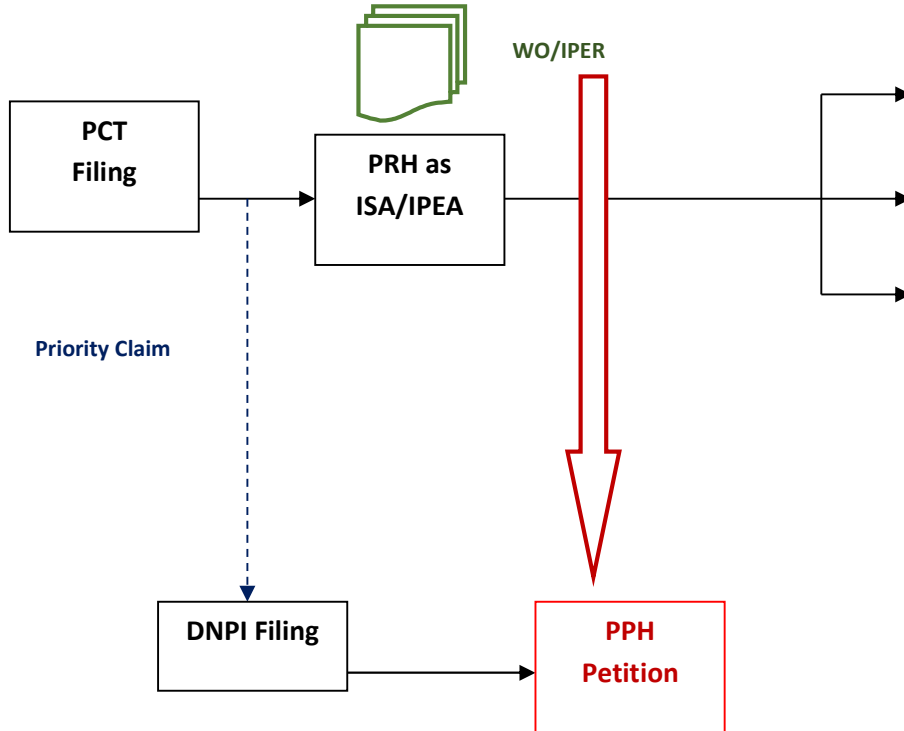 WO/IPER
PCT
Filing
PRH as
ISA/IPEA
Priority Claim
DNPI Filing
PPH
Petition